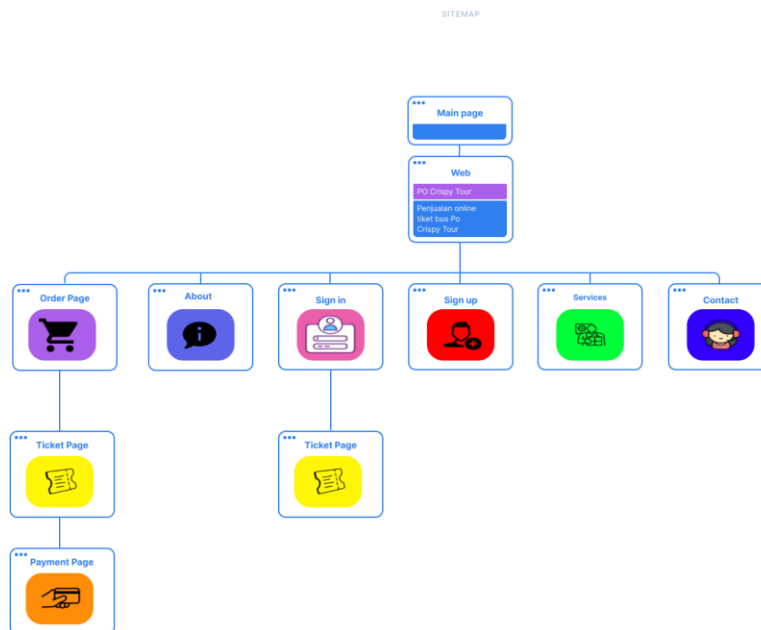 SITEMAP
Main page
Web
PO Crispy Tour
Penjualan online
tiket bus Po
Crispy Tour
Order Page
About
Sign in
Sign up
Services
Contact
Ticket Page
Ticket Page
Payment Page